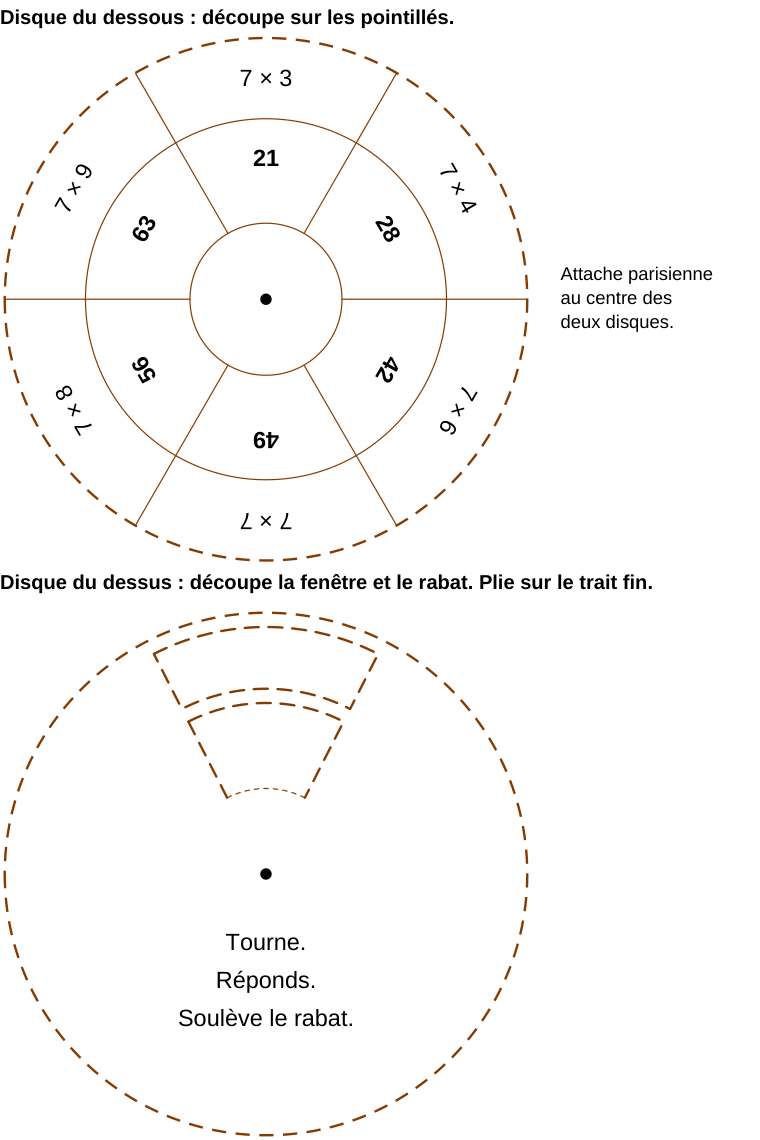 Disque du dessous : découpe sur les pointillés.
7 × 3
21
7 × 9
7 × 4
63
28
Attache parisienne
au centre des
deux disques.
56
42
7 × 8
7 × 6
49
7 × 7
Disque du dessus : découpe la fenêtre et le rabat. Plie sur le trait fin.
Tourne.
Réponds.
Soulève le rabat.